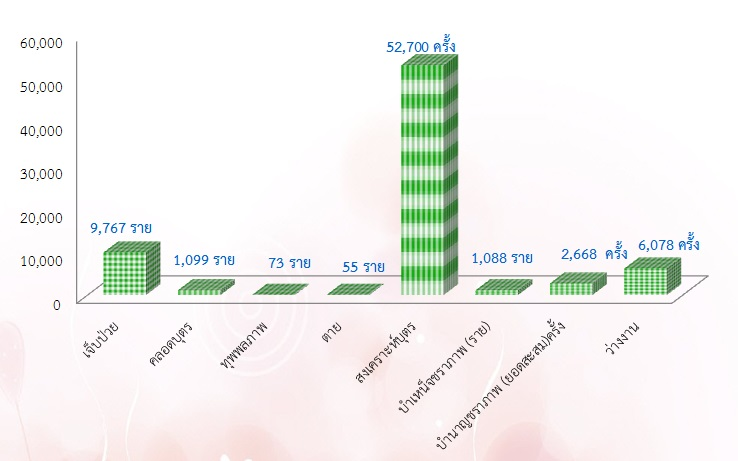 60,000
50,000
40,000
30,000
20,000
10,000
0
9,767 ราย
1,099 ราย
73 ราย
55 ราย
52,700 ครั้ง
1,088 ราย
2,668 ครั้ง
6,078 ครั้ง
เจ็บป่วย
คลอดบุตร
ทุพพลภาพ
ตาย
สงเคราะห์บุตร
บำเหน็จชราภาพ (ราย)
บำนาญชราภาพ (ยอดสะสม)ครั้ง
ว่างงาน